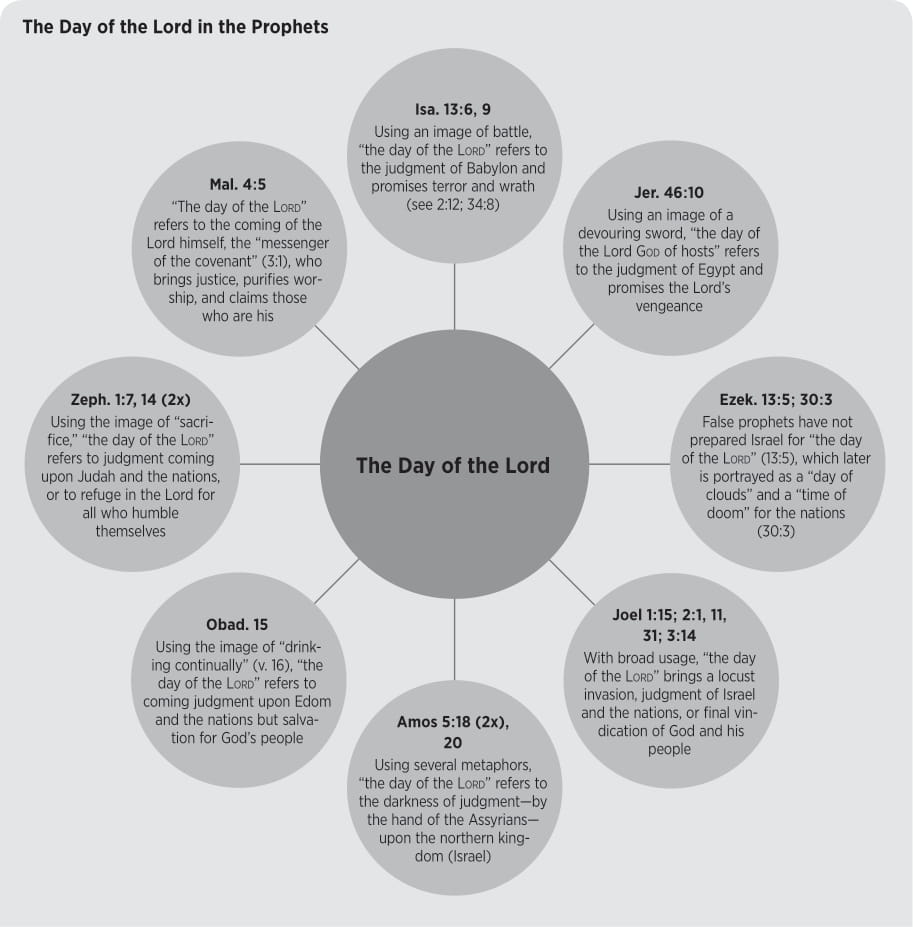 The Day of the Lord in the Prophets
Isa. 13:6, 9
Using an image of battle,
“the day of the LORD” refers to
the judgment of Babylon and
promises terror and wrath
(see 2:12; 34:8)
Jer. 46:10
Using an image of a
devouring sword, “the day of
the Lord GOD of hosts” refers
to the judgment of Egypt and
promises the Lord’s
vengeance
Ezek. 13:5; 30:3
False prophets have not
prepared Israel for “the day
of the LORD” (13:5), which later
is portrayed as a “day of
clouds” and a “time of
doom” for the nations
(30:3)
Joel 1:15; 2:1, 11,
31; 3:14
With broad usage, “the day
of the LORD” brings a locust
invasion, judgment of Israel
and the nations, or final vin-
dication of God and his
people
Amos 5:18 (2x),
20
Using several metaphors,
“the day of the LORD” refers to
the darkness of judgment—by
the hand of the Assyrians—
upon the northern king-
dom (Israel)
Obad. 15
Using the image of “drink-
ing continually” (v. 16), “the
day of the LORD” refers to
coming judgment upon Edom
and the nations but salva-
tion for God’s people
Zeph. 1:7, 14 (2x)
Using the image of “sacri-
fice,” “the day of the LORD”
refers to judgment coming
upon Judah and the nations,
or to refuge in the Lord for
all who humble
themselves
Mal. 4:5
“The day of the LORD”
refers to the coming of the
Lord himself, the “messenger
of the covenant” (3:1), who
brings justice, purifies wor-
ship, and claims those
who are his
The Day of the Lord